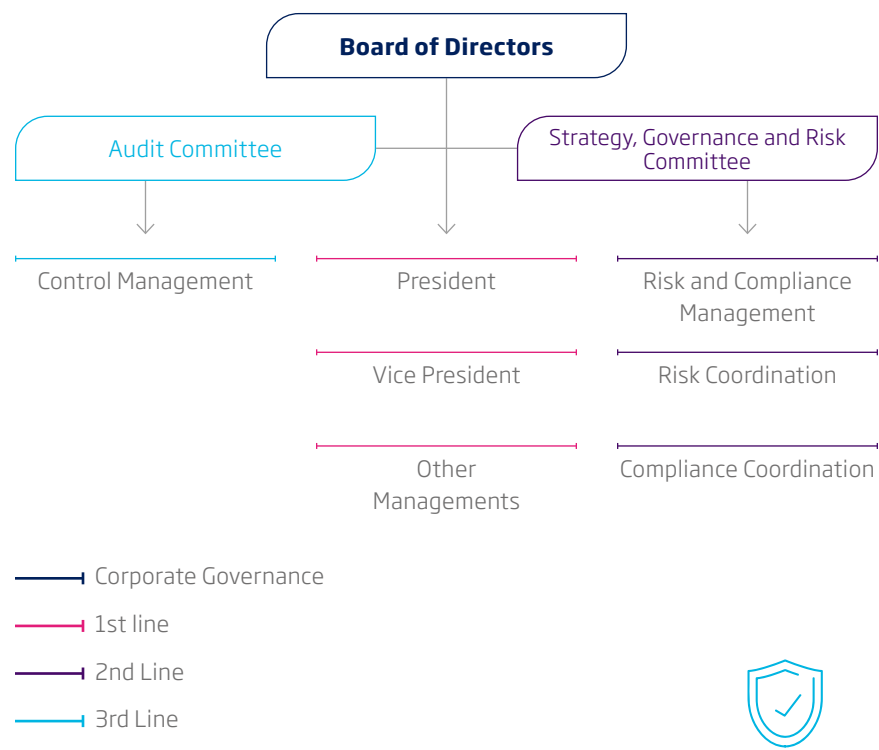 Board of Directors
Audit Committee
Strategy, Governance and Risk
Committee
Control Management
President
Risk and Compliance
Management
Vice President
Risk Coordination
Other
Managements
Compliance Coordination
Corporate Governance
1st line
2nd Line
3rd Line